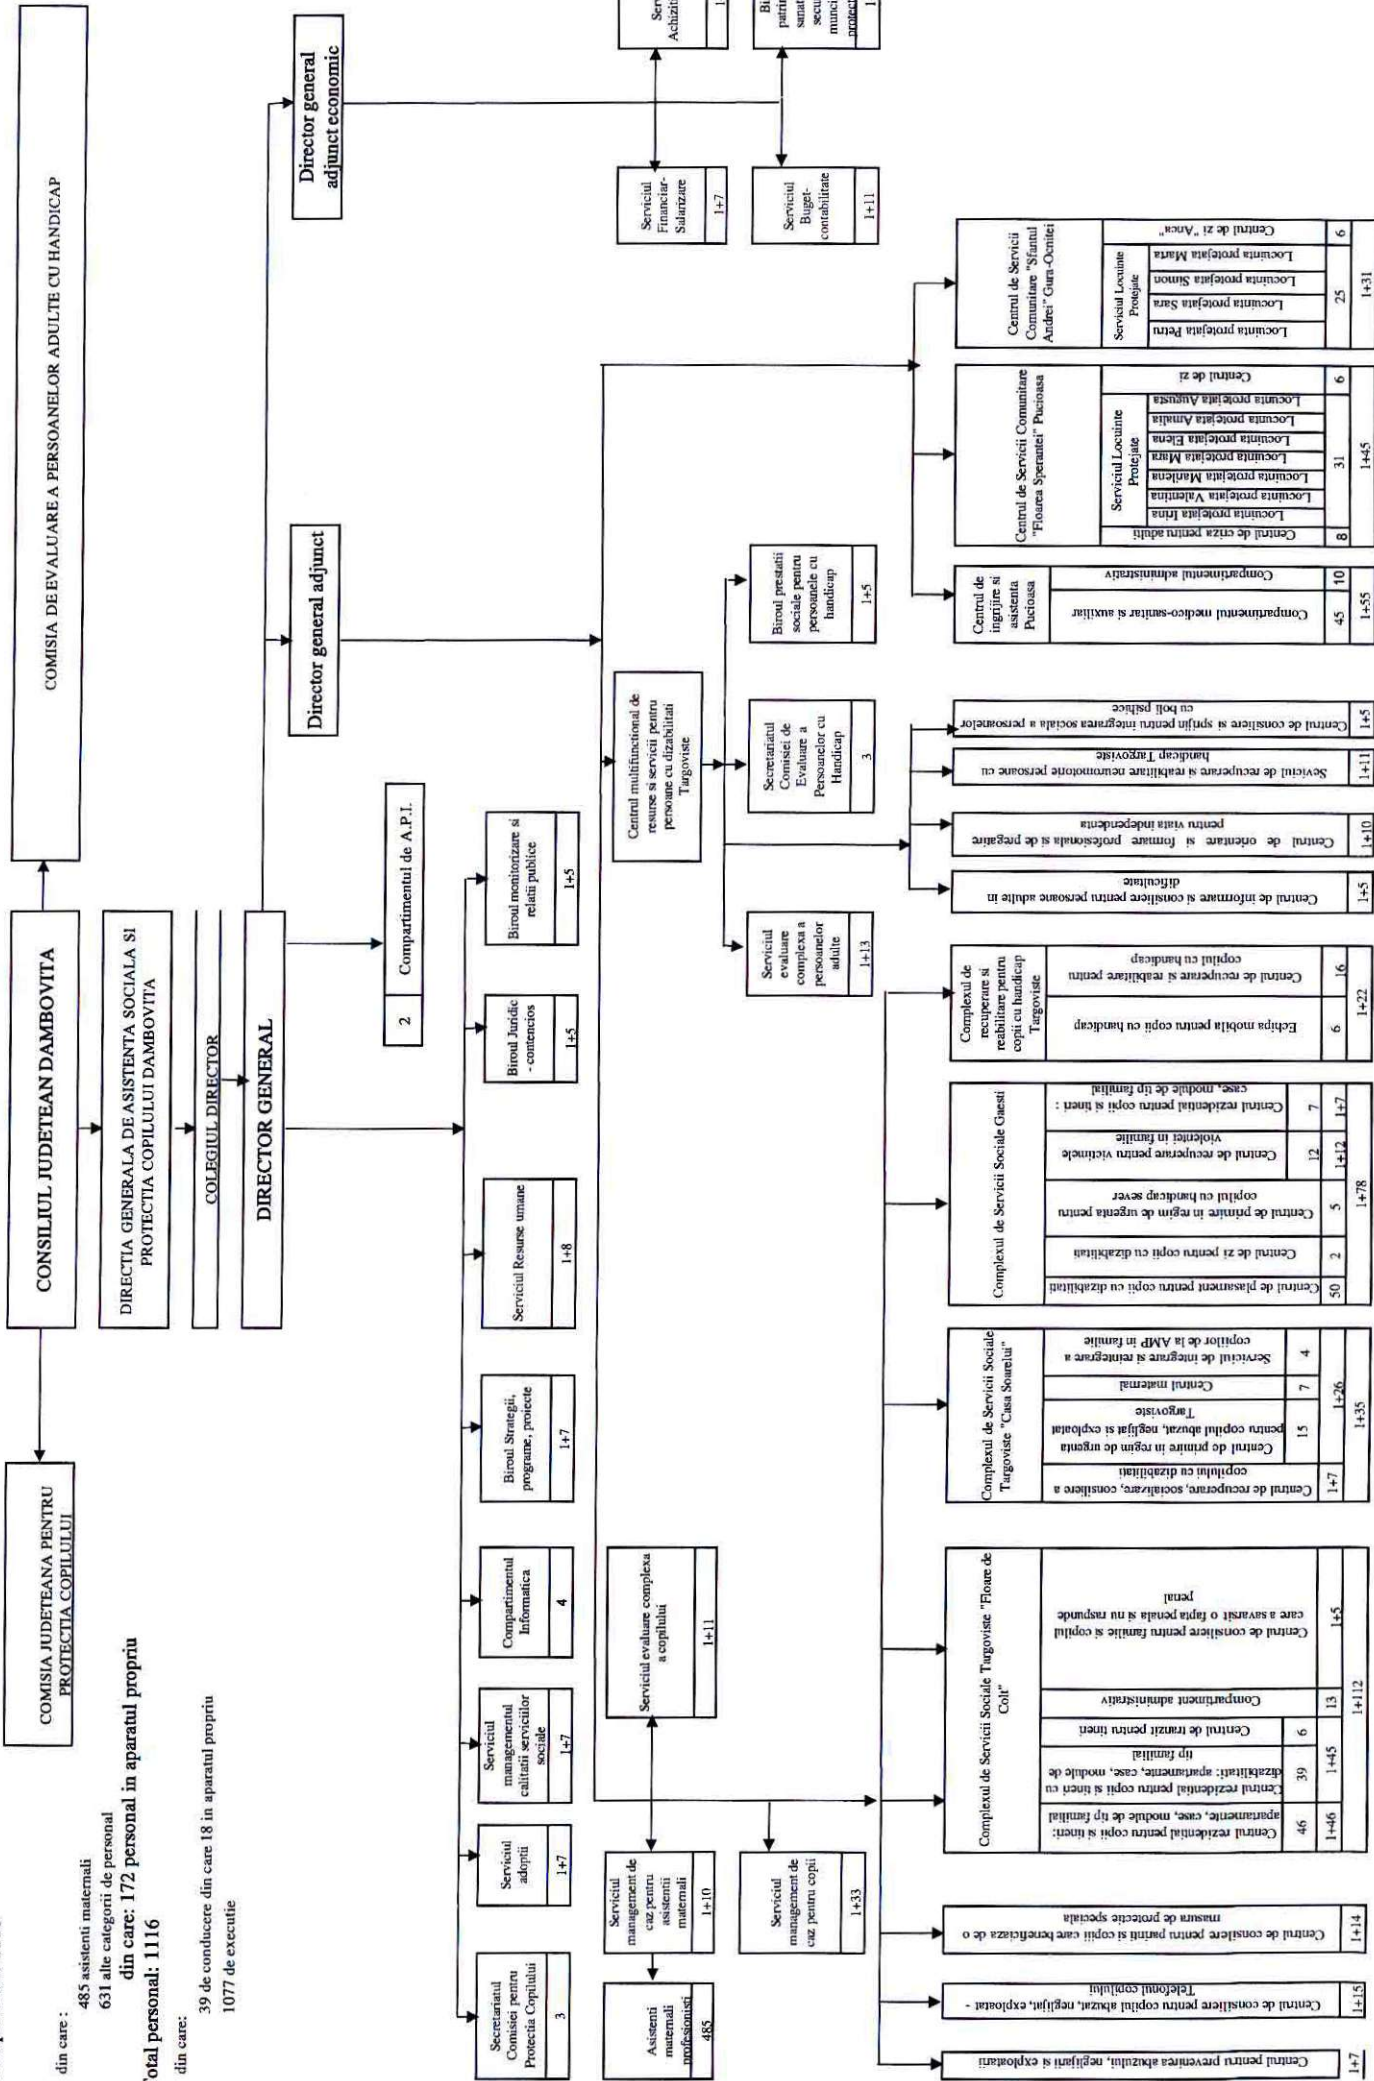 din care :
485 asistenti maternali
631 alte categorii de personal
din care: 172 personal in aparatul propriu
Total personal: 1116
din care:
39 de conducere din care 18 in aparatul propriu
1077 de executie
COMISIA JUDETEANA PENTRU
PROTECTIA COPILULUI
CONSILIUL JUDETEAN DAMBOVITA
COMISIA DE EVALUARE A PERSOANELOR ADULTE CU HANDICAP
DIRECTIA GENERALA DE ASISTENTA SOCIALA SI
PROTECTIA COPILULUI DAMBOVITA
COLEGIUL DIRECTOR
DIRECTOR GENERAL
2
Compartimentul de A.P.I.
Director general adjunct
Director general
adjunct economic
Secretariatul
Comisiei pentru
Protectia Copilului
3
Serviciul
adoptii
1+7
Serviciul
managementul
calitatii serviciilor
sociale
1+7
Compartimentul
Informatica
4
Biroul Strategii,
programe, proiecte
1+7
Serviciul Resurse umane
1+8
Biroul Juridic
- contencios
1+5
Biroul monitorizare si
relatii publice
1+5
Serviciul
Financiar-
Salarizare
1+7
Achizitii
Serviciul
Buget-
contabilitate
1+11
Asistenti
maternali
profesionisti
485
Serviciul
management de
caz pentru
asistentii
maternali
1+10
Serviciul evaluare complexa
a copilului
1+11
Serviciul
management de
caz pentru copii
1+33
Centrul multifunctional de
resurse si servicii pentru
persoane cu dizabilitati
Targoviste
Serviciul
evaluare
complexa a
persoanelor
adulte
1+13
Secretariatul
Comisiei de
Evaluare a
Persoanelor cu
Handicap
3
Biroul prestatii
sociale pentru
persoanele cu
handicap
1+5
Centrul pentru prevenirea abuzului, neglijarii si exploatarii
1+7
Centrul de consiliere pentru copilul abuzat, neglijat, exploatat -
Telefonul copilului
1+15
Centrul de consiliere pentru parinti si copiii care beneficiaza de o
masura de protectie speciala
1+14
Complexul de Servicii Sociale Targoviste "Floare de
Colt"
Centrul rezidential pentru copii si tineri:
apartamente, case, module de tip familial
46
1+46
Centrul rezidential pentru copii si tineri cu
dizabilitati: apartamente, case, module de
tip familial
39
Centrul de tranzit pentru tineri
6
1+45
Compartiment administrativ
13
Centrul de consiliere pentru familie si copilul
care a savarsit o fapta penala si nu raspunde
penal
1+5
1+112
Complexul de Servicii Sociale
Targoviste "Casa Soarelui"
Centrul de recuperare, socializare, consiliere a
copilului cu dizabilitati
1+7
Centrul de primire in regim de urgenta
pentru copilul abuzat, neglijat si exploatat
Targoviste
15
Centrul maternal
7
Serviciul de integrare si reintegrare a
copiilor de la AMP in familie
4
1+26
1+35
Complexul de Servicii Sociale Gaesti
Centrul de plasament pentru copii cu dizabilitati
50
Centrul de zi pentru copii cu dizabilitati
2
Centrul de primire in regim de urgenta pentru
copilul cu handicap sever
5
Centrul de recuperare pentru victimele
violentei in familie
12
1+12
Centrul rezidential pentru copii si tineri :
case, module de tip familial
7
1+7
1+78
Complexul de
recuperare si
reabilitare pentru
copii cu handicap
Targoviste
Echipa mobila pentru copii cu handicap
6
Centrul de recuperare si reabilitare pentru
copilul cu handicap
16
1+22
Centrul de informare si consiliere pentru persoane adulte in
dificultate
1+5
Centrul de orientare si formare profesionala si de pregatire
pentru viata independenta
1+10
Seviciul de recuperare si reabilitare neuromotorie persoane cu
handicap Targoviste
1+11
Centrul de consiliere si sprijin pentru integrarea sociala a persoanelor
cu boli psihice
1+5
Centrul de
ingrijire si
asistenta
Pucioasa
Compartimentul medico-sanitar si auxiliar
45
Compartimentul administrativ
10
1+55
Centrul de Servicii Comunitare
"Floarea Sperantei" Pucioasa
Centrul de criza pentru adulti
8
Serviciul Locuinte
Protejate
Locuinta protejata Irina
Locuinta protejata Valentina
Locuinta protejata Marilena
Locuinta protejata Mara
Locuinta protejata Elena
Locunta protejata Amalia
Locunta protejata Augusta
31
Centrul de zi
6
1+45
Centrul de Servicii
Comunitare "Sfantul
Andrei" Gura-Ocnitei
Serviciul Locuinte
Protejate
Locuinta protejata Petru
Locuinta protejata Sara
Locuinta protejata Simon
Locuinta protejata Marta
25
Centrul de zi "Anca"
6
1+31